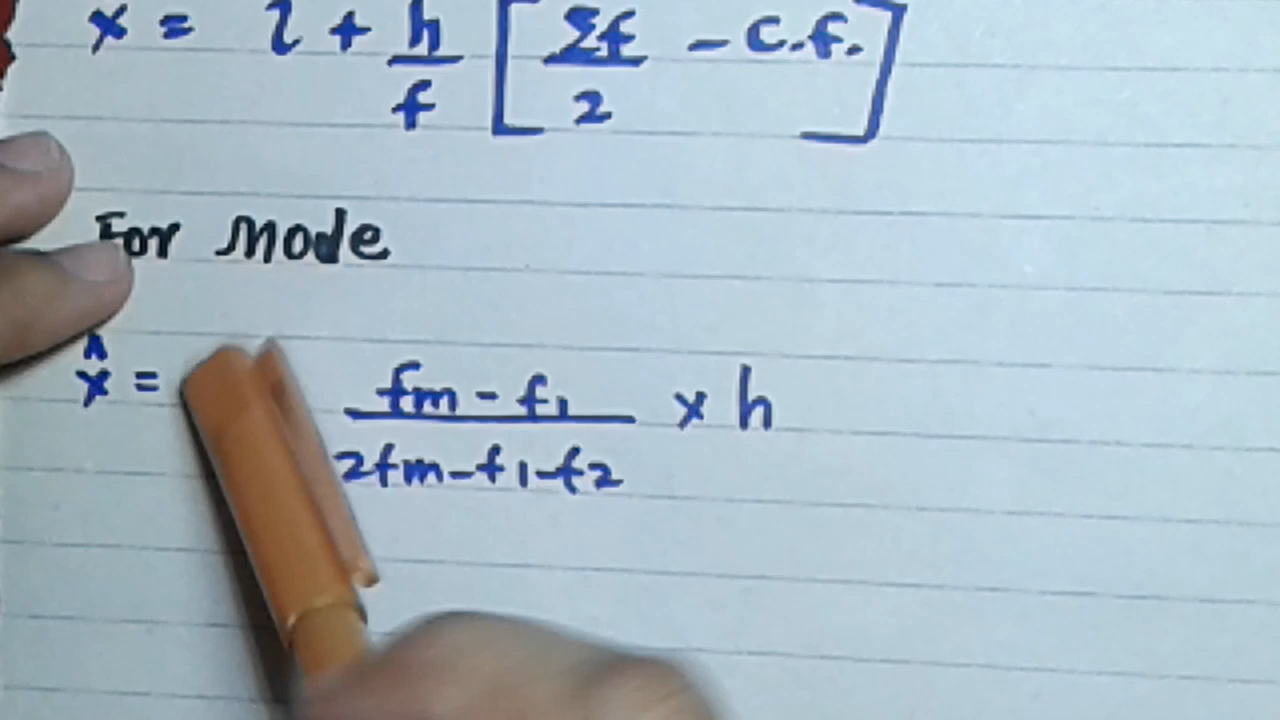 x = l + h/f [Σf/2 - c.f.]
For Mode
x̂ = fm - f1 / 2fm-f1-f2 × h